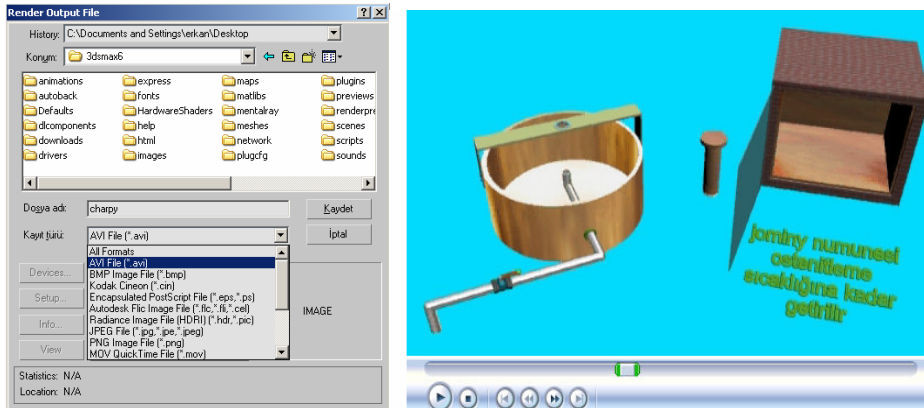 Render Output File
History: C:\Documents and Settings\erkan\Desktop
Konum: 3dsmax6
animations express maps plugins
autoback fonts matlibs previews
Defaults HardwareShaders mentalray renderpre
dlcomponents help meshes scenes
downloads html network scripts
drivers images plugcfg sounds
Dosya adı: charpy Kaydet
Kayıt türü: AVI File (*.avi) İptal
All Formats
AVI File (*.avi)
BMP Image File (*.bmp)
Kodak Cineon (*.cin)
Encapsulated PostScript File (*.eps,*.ps)
Autodesk Flic Image File (*.flc,*.fli,*.cel)
Radiance Image File (HDRI) (*.hdr,*.pic)
JPEG File (*.jpg,*.jpe,*.jpeg)
PNG Image File (*.png)
MOV QuickTime File (*.mov)
Devices...
Setup...
Info...
View
IMAGE
Statistics: N/A
Location: N/A
jominy numunesi
ostenitleme
sıcaklığına kadar
getirilir